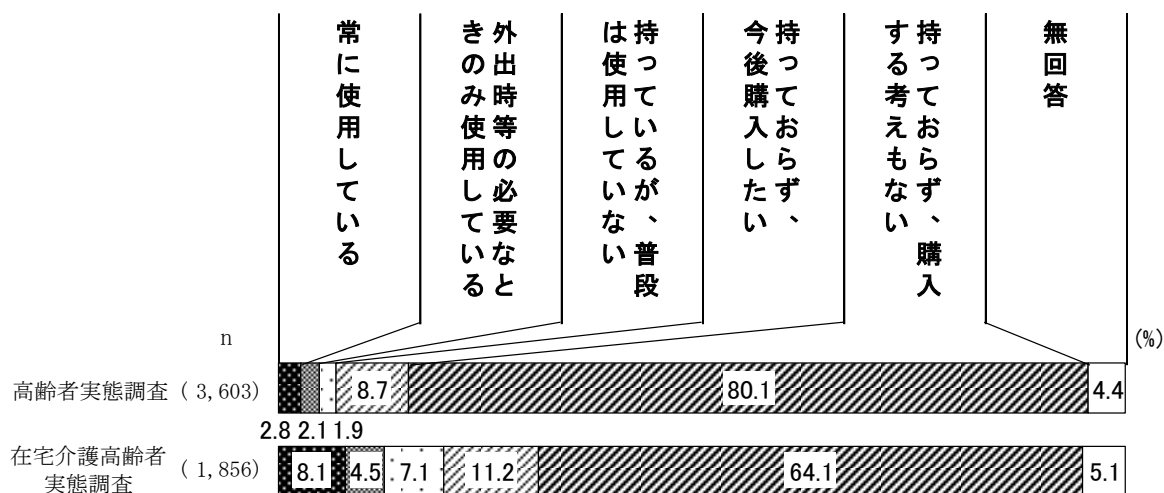 常に使用している
外出時等の必要なと
きのみ使用している
持っているが、普段
は使用していない
持っておらず、
今後購入したい
持っておらず、購入
する考えもない
無回答
n
(%)
高齢者実態調査 ( 3,603)
8.7
80.1
4.4
2.8 2.1 1.9
在宅介護高齢者
実態調査
( 1,856)
8.1
4.5
7.1
11.2
64.1
5.1